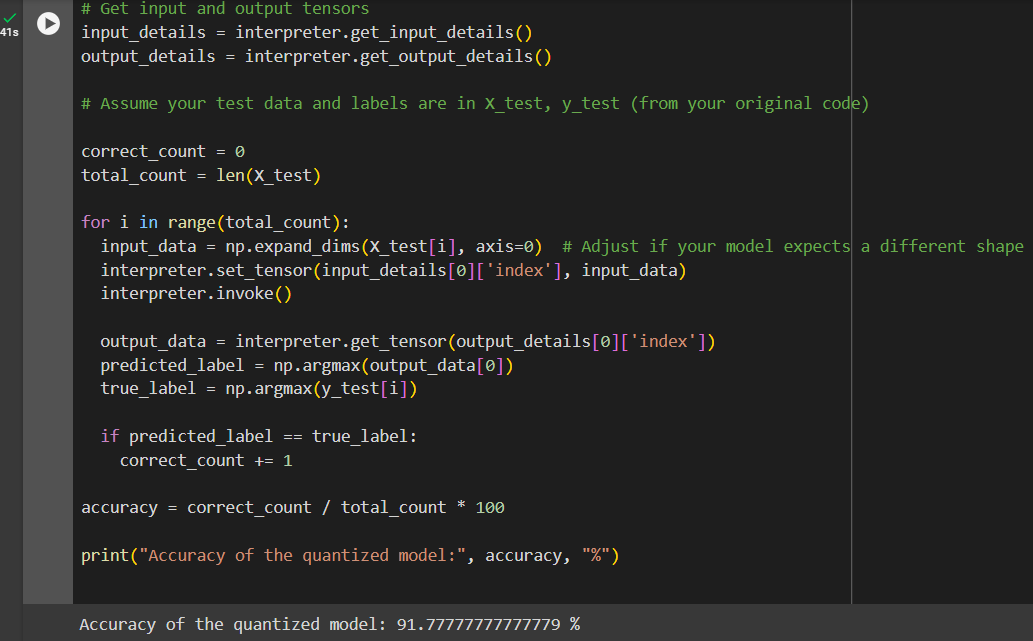 # Get input and output tensors
41s
input_details = interpreter.get_input_details()
output_details = interpreter.get_output_details()
# Assume your test data and labels are in X_test, y_test (from your original code)
correct_count = 0
total_count = len(X_test)
for i in range(total_count):
  input_data = np.expand_dims(X_test[i], axis=0)  # Adjust if your model expects a different shape
  interpreter.set_tensor(input_details[0]['index'], input_data)
  interpreter.invoke()
  output_data = interpreter.get_tensor(output_details[0]['index'])
  predicted_label = np.argmax(output_data[0])
  true_label = np.argmax(y_test[i])
  if predicted_label == true_label:
    correct_count += 1
accuracy = correct_count / total_count * 100
print("Accuracy of the quantized model:", accuracy, "%")
Accuracy of the quantized model: 91.77777777777779 %